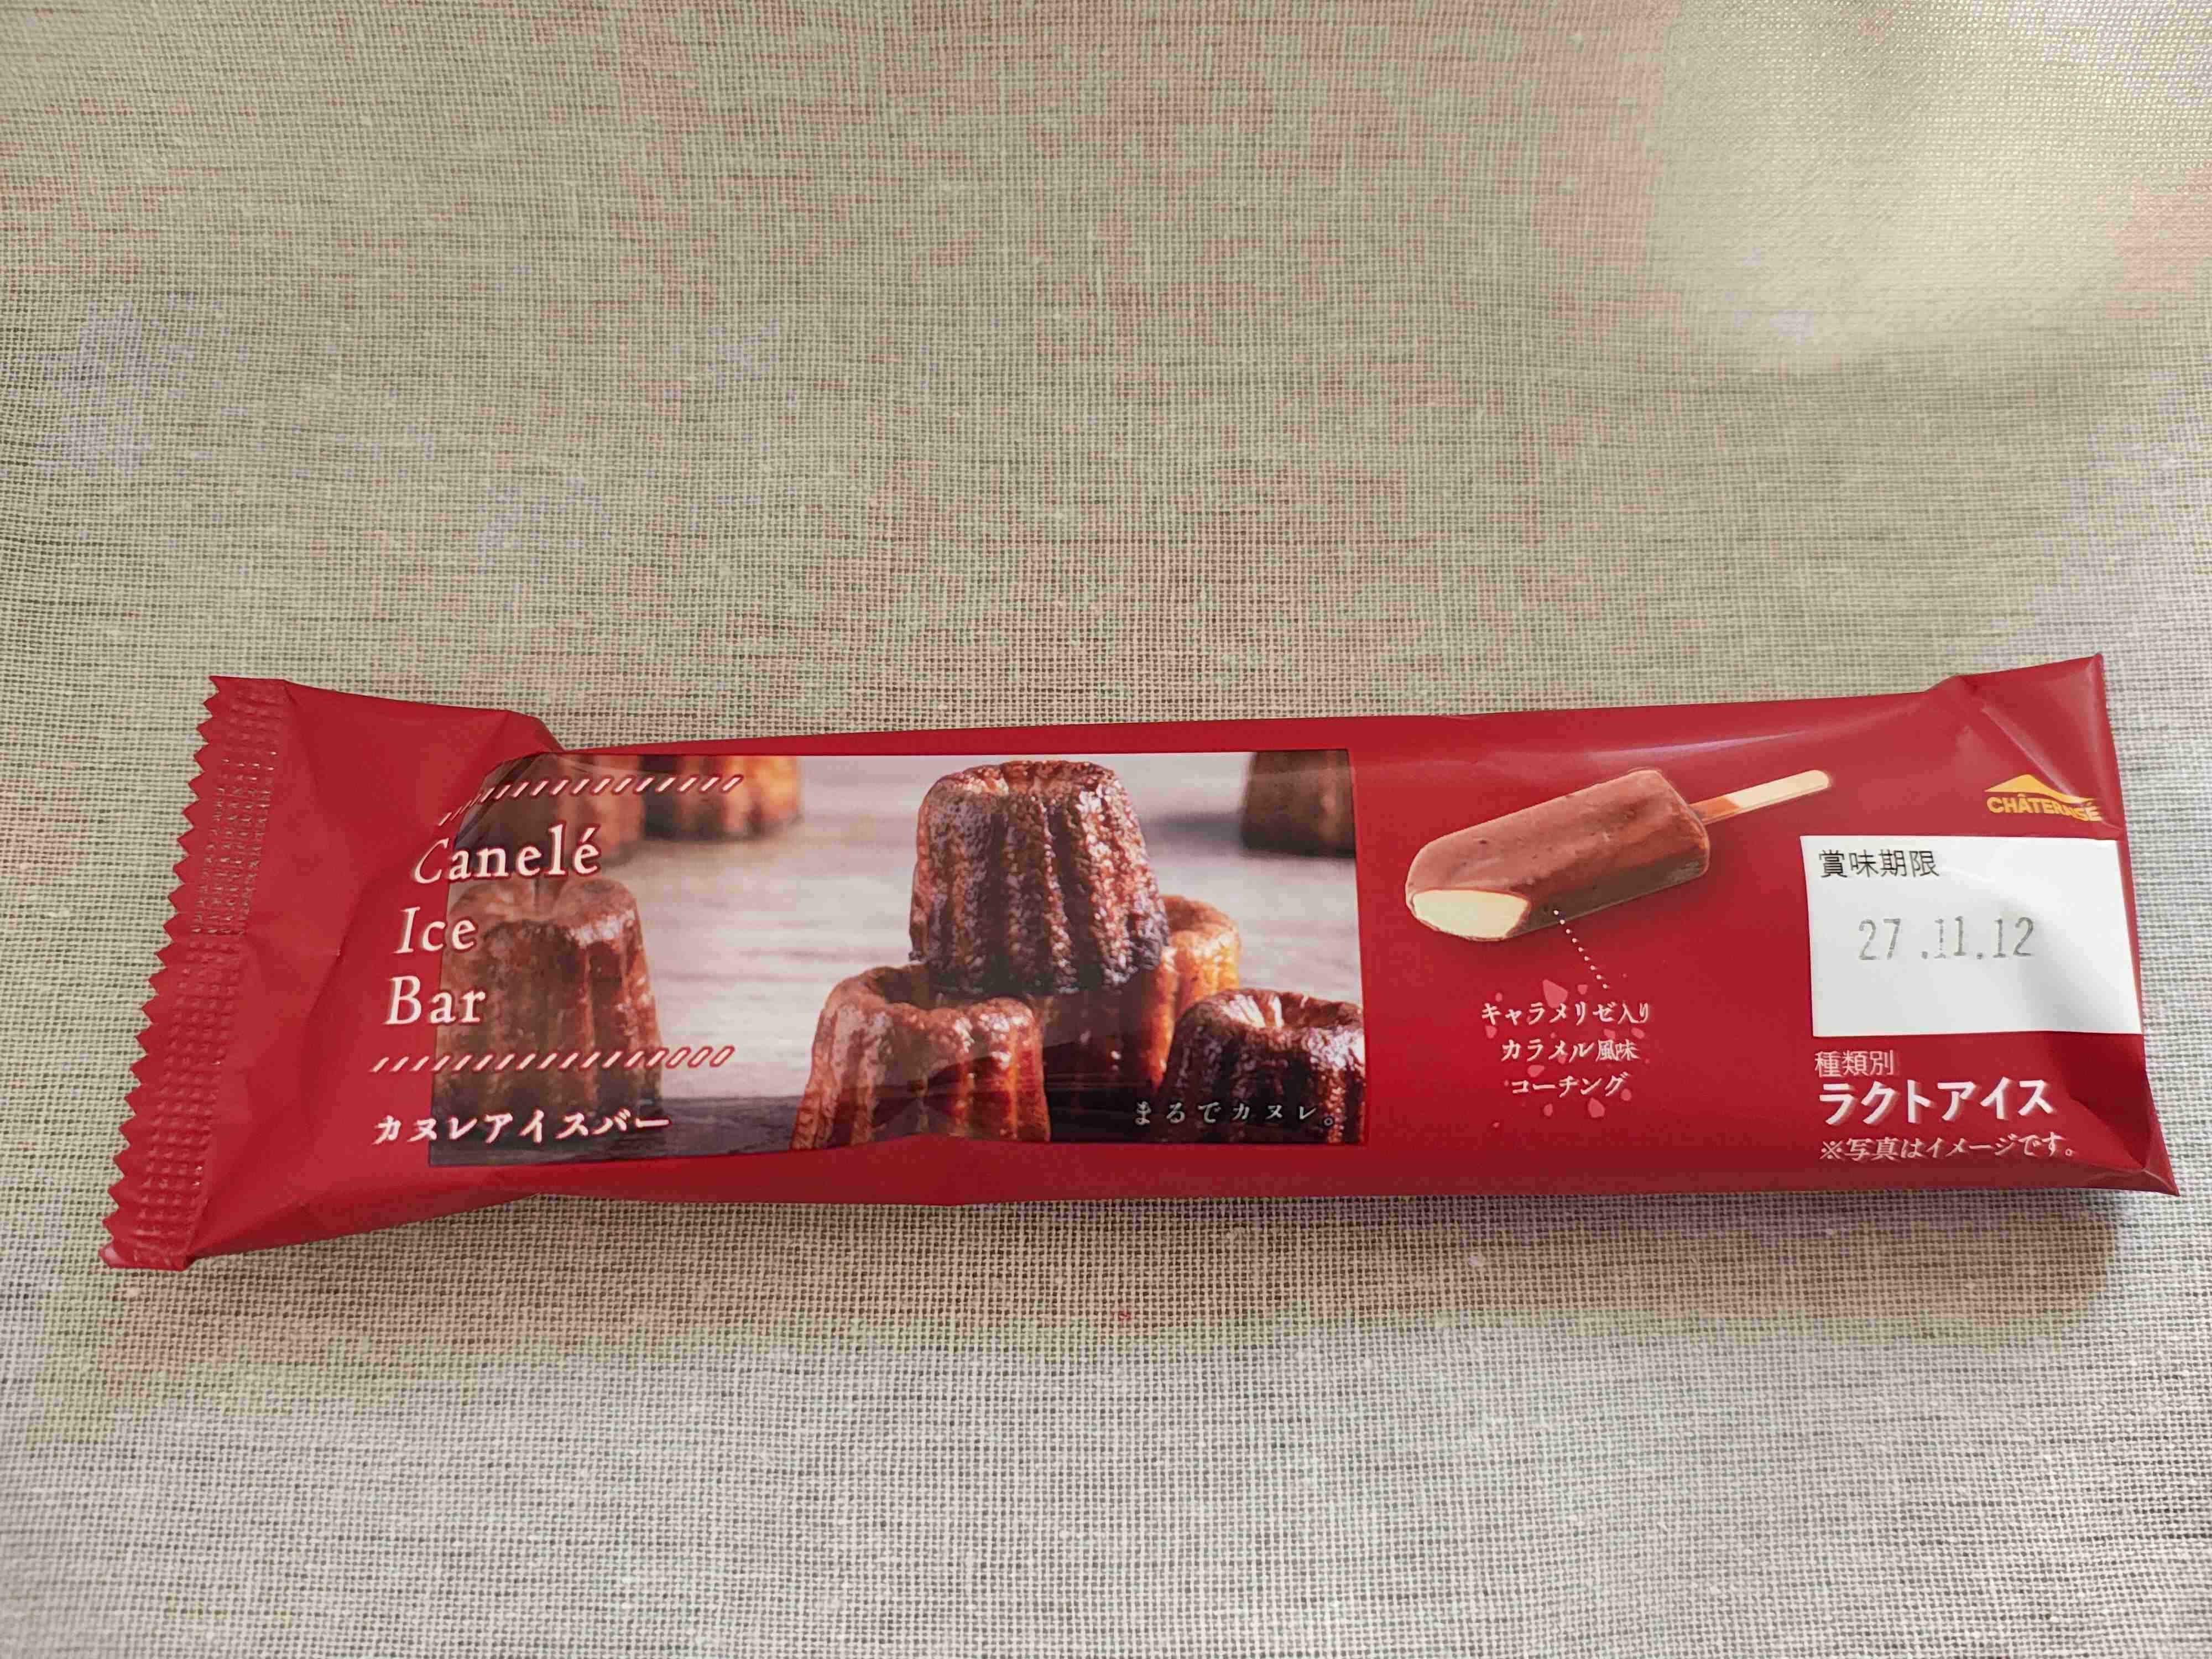 Canelé
Ice
Bar
カヌレアイスバー
まるでカヌレ。
キャラメリゼ入り
カラメル風味
コーチング
CHÂTERAISÉ
賞味期限
27.11.12
種類別
ラクトアイス
※写真はイメージです。